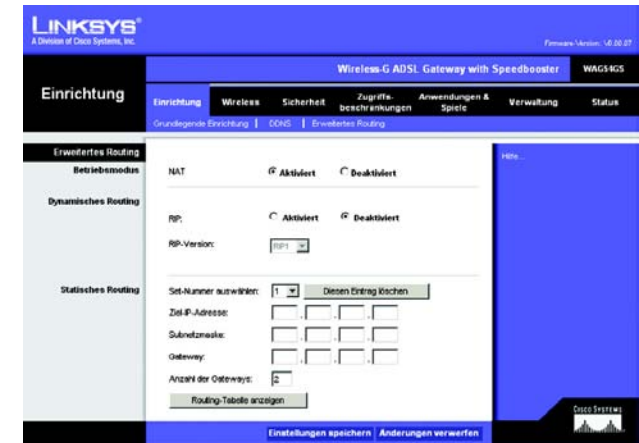 LINKSYS®
A Division of Cisco Systems, Inc.
Firmware-Version: V0.00.07
Wireless-G ADSL Gateway with Speedbooster WAG54GS
Einrichtung
Einrichtung Wireless Sicherheit Zugriffs-beschränkungen Anwendungen & Spiele Verwaltung Status
Grundlegende Einrichtung | DDNS | Erweitertes Routing
Erweitertes Routing
Hilfe...
Betriebsmodus
NAT Aktiviert Deaktiviert
Dynamisches Routing
RIP: Aktiviert Deaktiviert
RIP-Version: RIP1
Statisches Routing
Set-Nummer auswählen: 1 Diesen Eintrag löschen
Ziel-IP-Adresse: . . .
Subnetzmaske: . . .
Gateway: . . .
Anzahl der Gateways: 2
Routing-Tabelle anzeigen
CISCO SYSTEMS
Einstellungen speichern Änderungen verwerfen